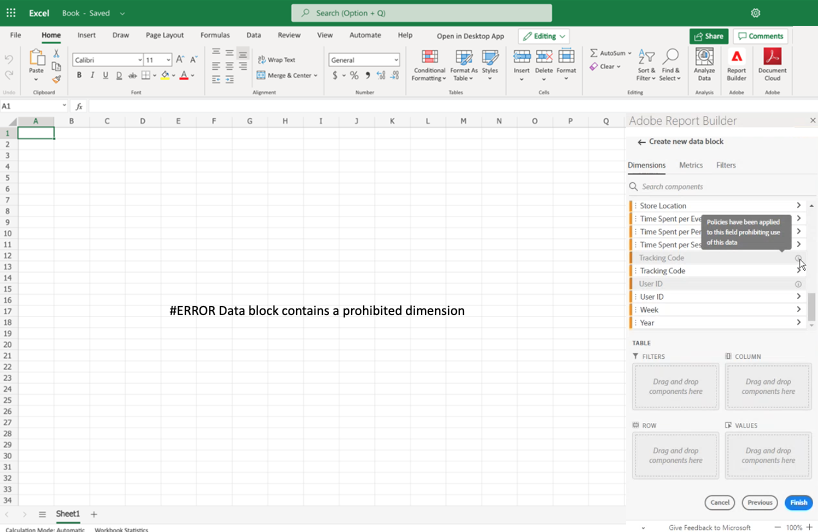 Excel Book - Saved Search (Option + Q)
File Home Insert Draw Page Layout Formulas Data Review View Automate Help Open in Desktop App Editing Share Comments
Calibri 11 A A
Wrap Text
General
AutoSum
Paste
B I U D ab A
Merge & Center
$ % 9
Conditional Formatting Format As Table Styles
Insert Delete Format
Clear
Sort & Filter Find & Select
Analyze Data
Report Builder
Document Cloud
Undo Clipboard Font Alignment Number Tables Cells Editing Analysis Adobe Adobe
A1 fx
A B C D E F G H I J K L M N O P Q
1
2
3
4
5
6
7
8
9
10
11
12
13
14
15
16
17
18
19
20
21
22
23
24
25
26
27
28
29
30
31
32
33
34
#ERROR Data block contains a prohibited dimension
Adobe Report Builder
Create new data block
Dimensions Metrics Filters
Search components
Store Location
Time Spent per Eve
Time Spent per Per
Time Spent per Ses
Policies have been applied
to this field prohibiting use
of this data
Tracking Code
Tracking Code
User ID
User ID
Week
Year
TABLE
FILTERS COLUMN
Drag and drop components here
Drag and drop components here
ROW VALUES
Drag and drop components here
Drag and drop components here
Cancel Previous Finish
Sheet1
Calculation Mode: Automatic Workbook Statistics
Give Feedback to Microsoft 100%